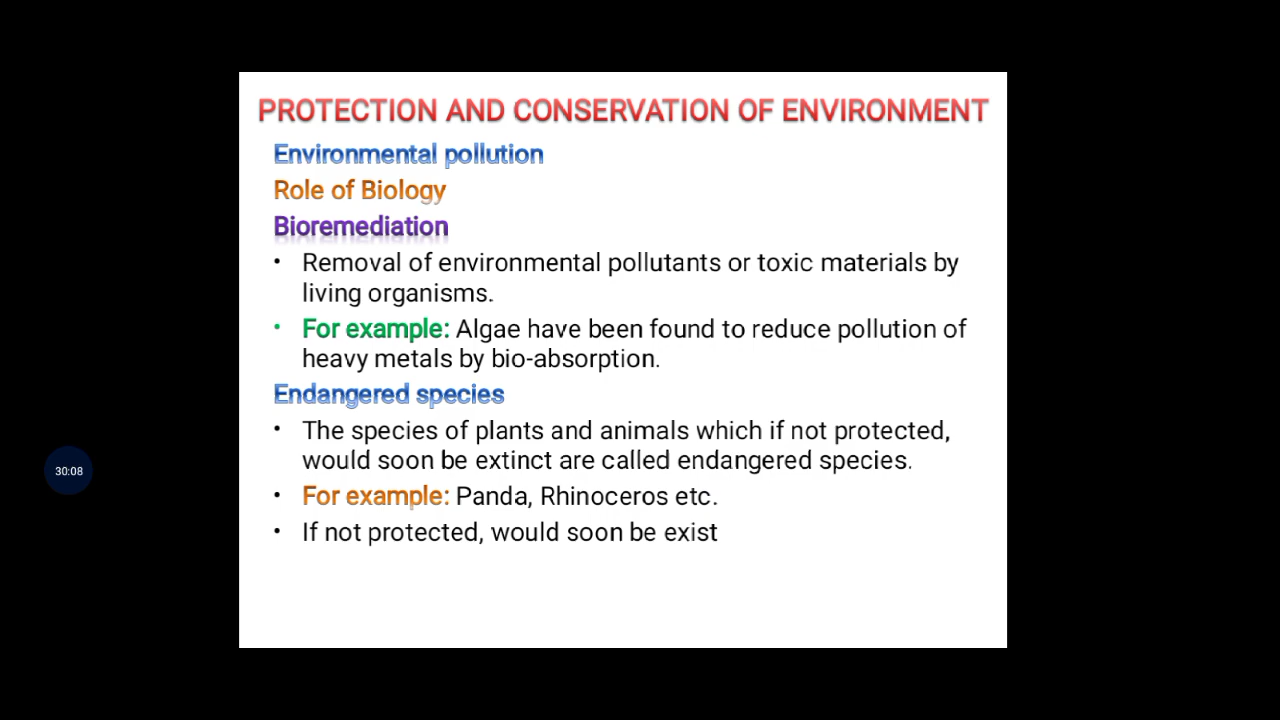 PROTECTION AND CONSERVATION OF ENVIRONMENT
Environmental pollution
Role of Biology
Bioremediation
• Removal of environmental pollutants or toxic materials by
living organisms.
• For example: Algae have been found to reduce pollution of
heavy metals by bio-absorption.
Endangered species
• The species of plants and animals which if not protected,
would soon be extinct are called endangered species.
• For example: Panda, Rhinoceros etc.
• If not protected, would soon be exist
30:08